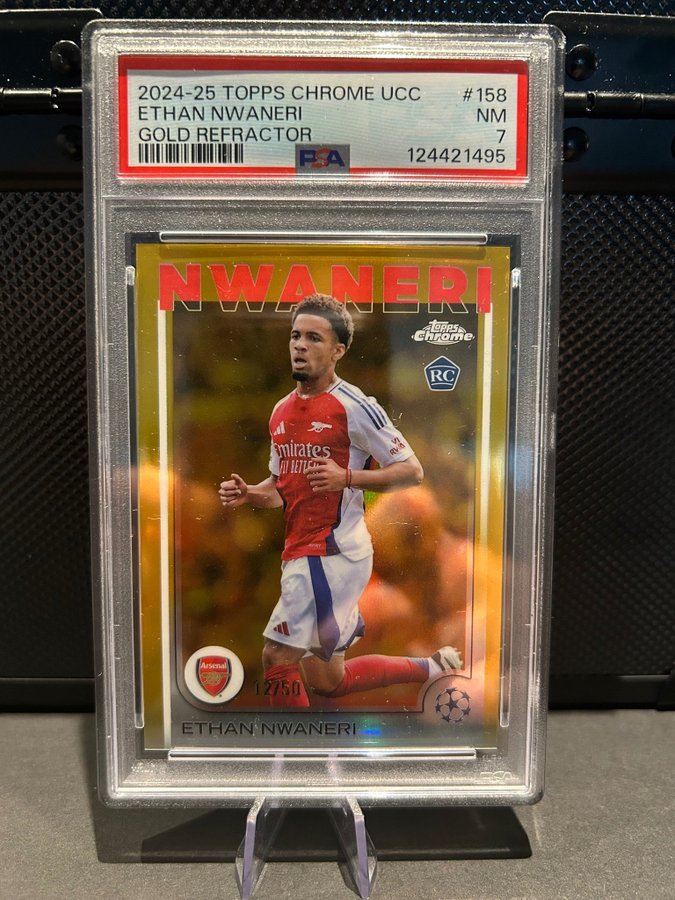 2024-25 TOPPS CHROME UCC #158
ETHAN NWANERI NM
GOLD REFRACTOR 7
PSA 124421495
NWANERI
topps
Chrome
RC
Emirates
FLY BETTER
Arsenal
12/50
ETHAN NWANERI